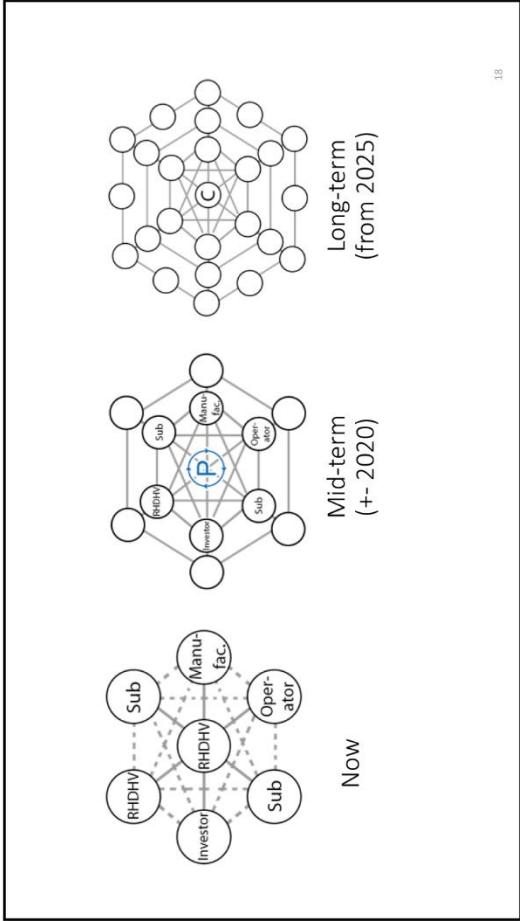 RHDHV
Sub
Investor
RHDHV
Manu-
fac.
Sub
Oper-
ator
Now
RHDHV
Sub
Investor
P
Manu-
fac.
Sub
Oper-
ator
Mid-term
(+- 2020)
C
Long-term
(from 2025)
18